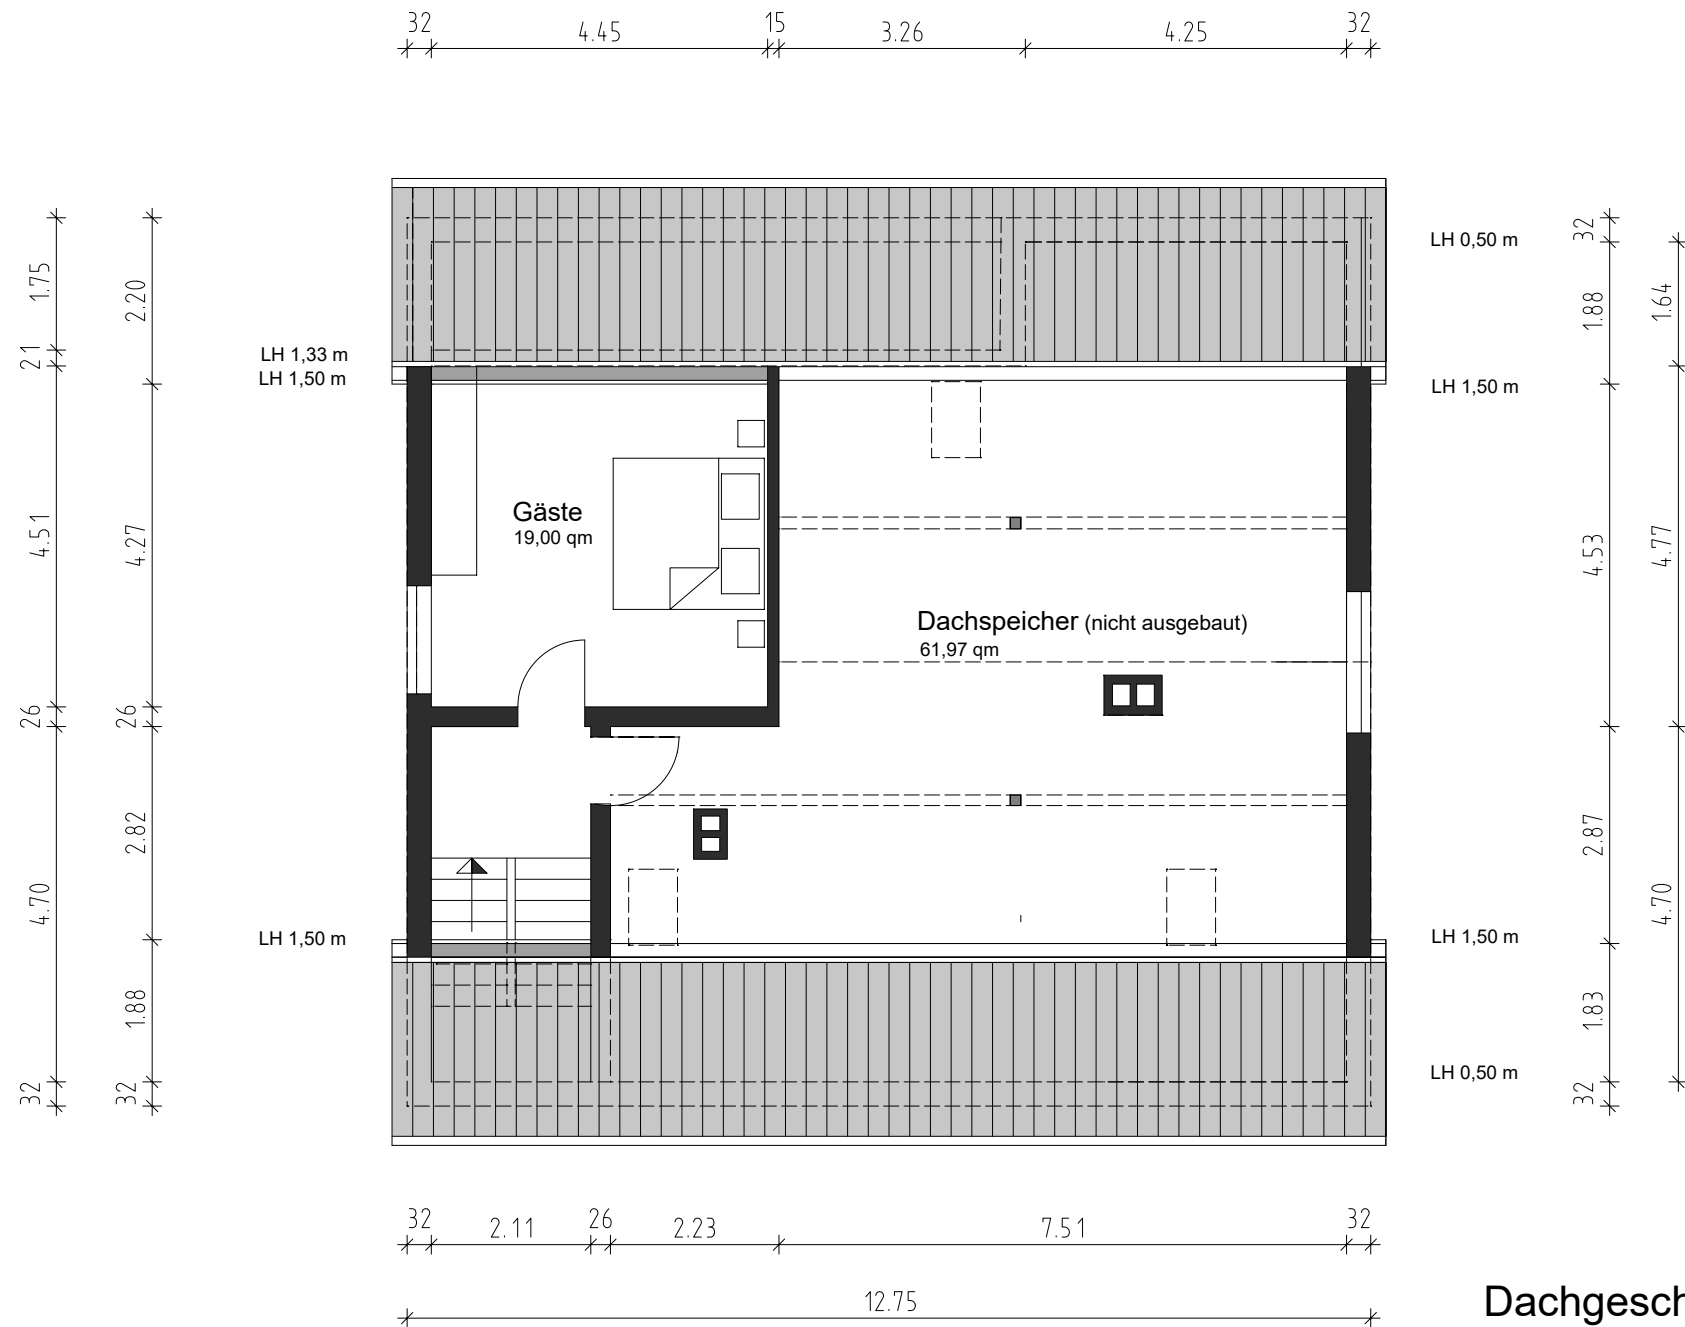 32 4.45 15 3.26 4.25 32
1.75
21
4.51
26
4.70
32
2.20
4.27
26
2.82
1.88
32
LH 1,33 m
LH 1,50 m
LH 1,50 m
Gäste
19,00 qm
Dachspeicher (nicht ausgebaut)
61,97 qm
LH 0,50 m
LH 1,50 m
LH 1,50 m
LH 0,50 m
32
1.88
4.53
2.87
1.83
32
1.64
4.77
4.70
32 2.11 26 2.23 7.51 32
12.75
Dachgesch